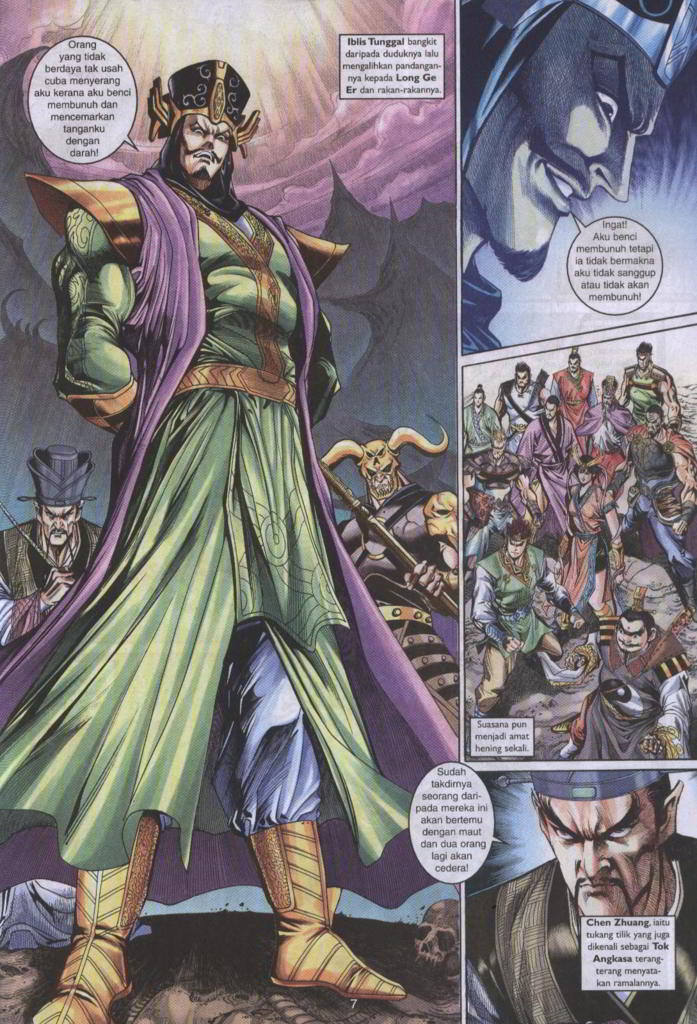 Orang
yang tidak
berdaya tak usah
cuba menyerang
aku kerana aku benci
membunuh dan
mencemarkan
tanganku
dengan
darah!
Iblis Tunggal bangkit
daripada duduknya lalu
mengalihkan pandangan-
nya kepada Long Ge
Er dan rakan-rakannya.
Ingat!
Aku benci
membunuh tetapi
ia tidak bermakna
aku tidak sanggup
atau tidak akan
membunuh!
Suasana pun
menjadi amat
hening sekali.
Sudah
takdirnya
seorang dari-
pada mereka ini
akan bertemu
dengan maut
dan dua orang
lagi akan
cedera!
Chen Zhuang, iaitu
tukang tilik yang juga
dikenali sebagai Tok
Angkasa terang-
terang menyata-
kan ramalannya.
7